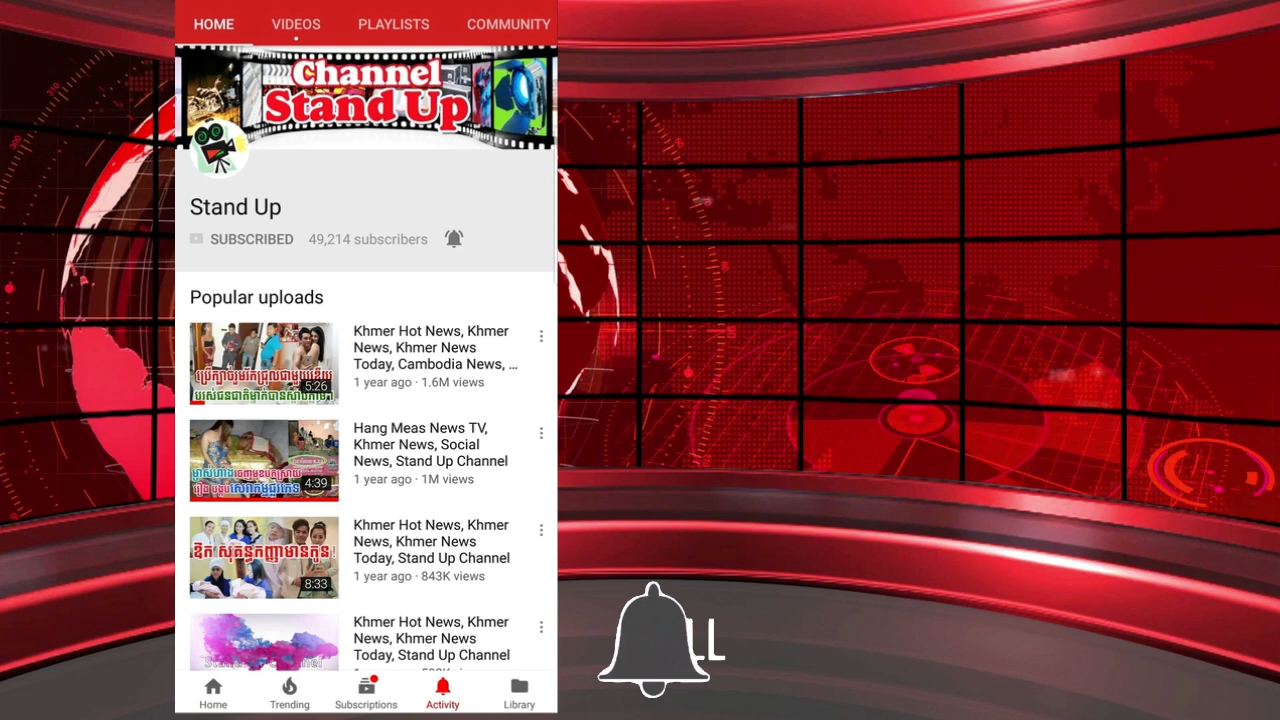 HOME VIDEOS PLAYLISTS COMMUNITY
Channel
Stand Up
Stand Up
SUBSCRIBED 49,214 subscribers
Popular uploads
Khmer Hot News, Khmer
News, Khmer News
Today, Cambodia News, ...
1 year ago · 1.6M views
5:26
Hang Meas News TV,
Khmer News, Social
News, Stand Up Channel
1 year ago · 1M views
4:39
Khmer Hot News, Khmer
News, Khmer News
Today, Stand Up Channel
1 year ago · 843K views
8:33
Khmer Hot News, Khmer
News, Khmer News
Today, Stand Up Channel
LL
Home Trending Subscriptions Activity Library